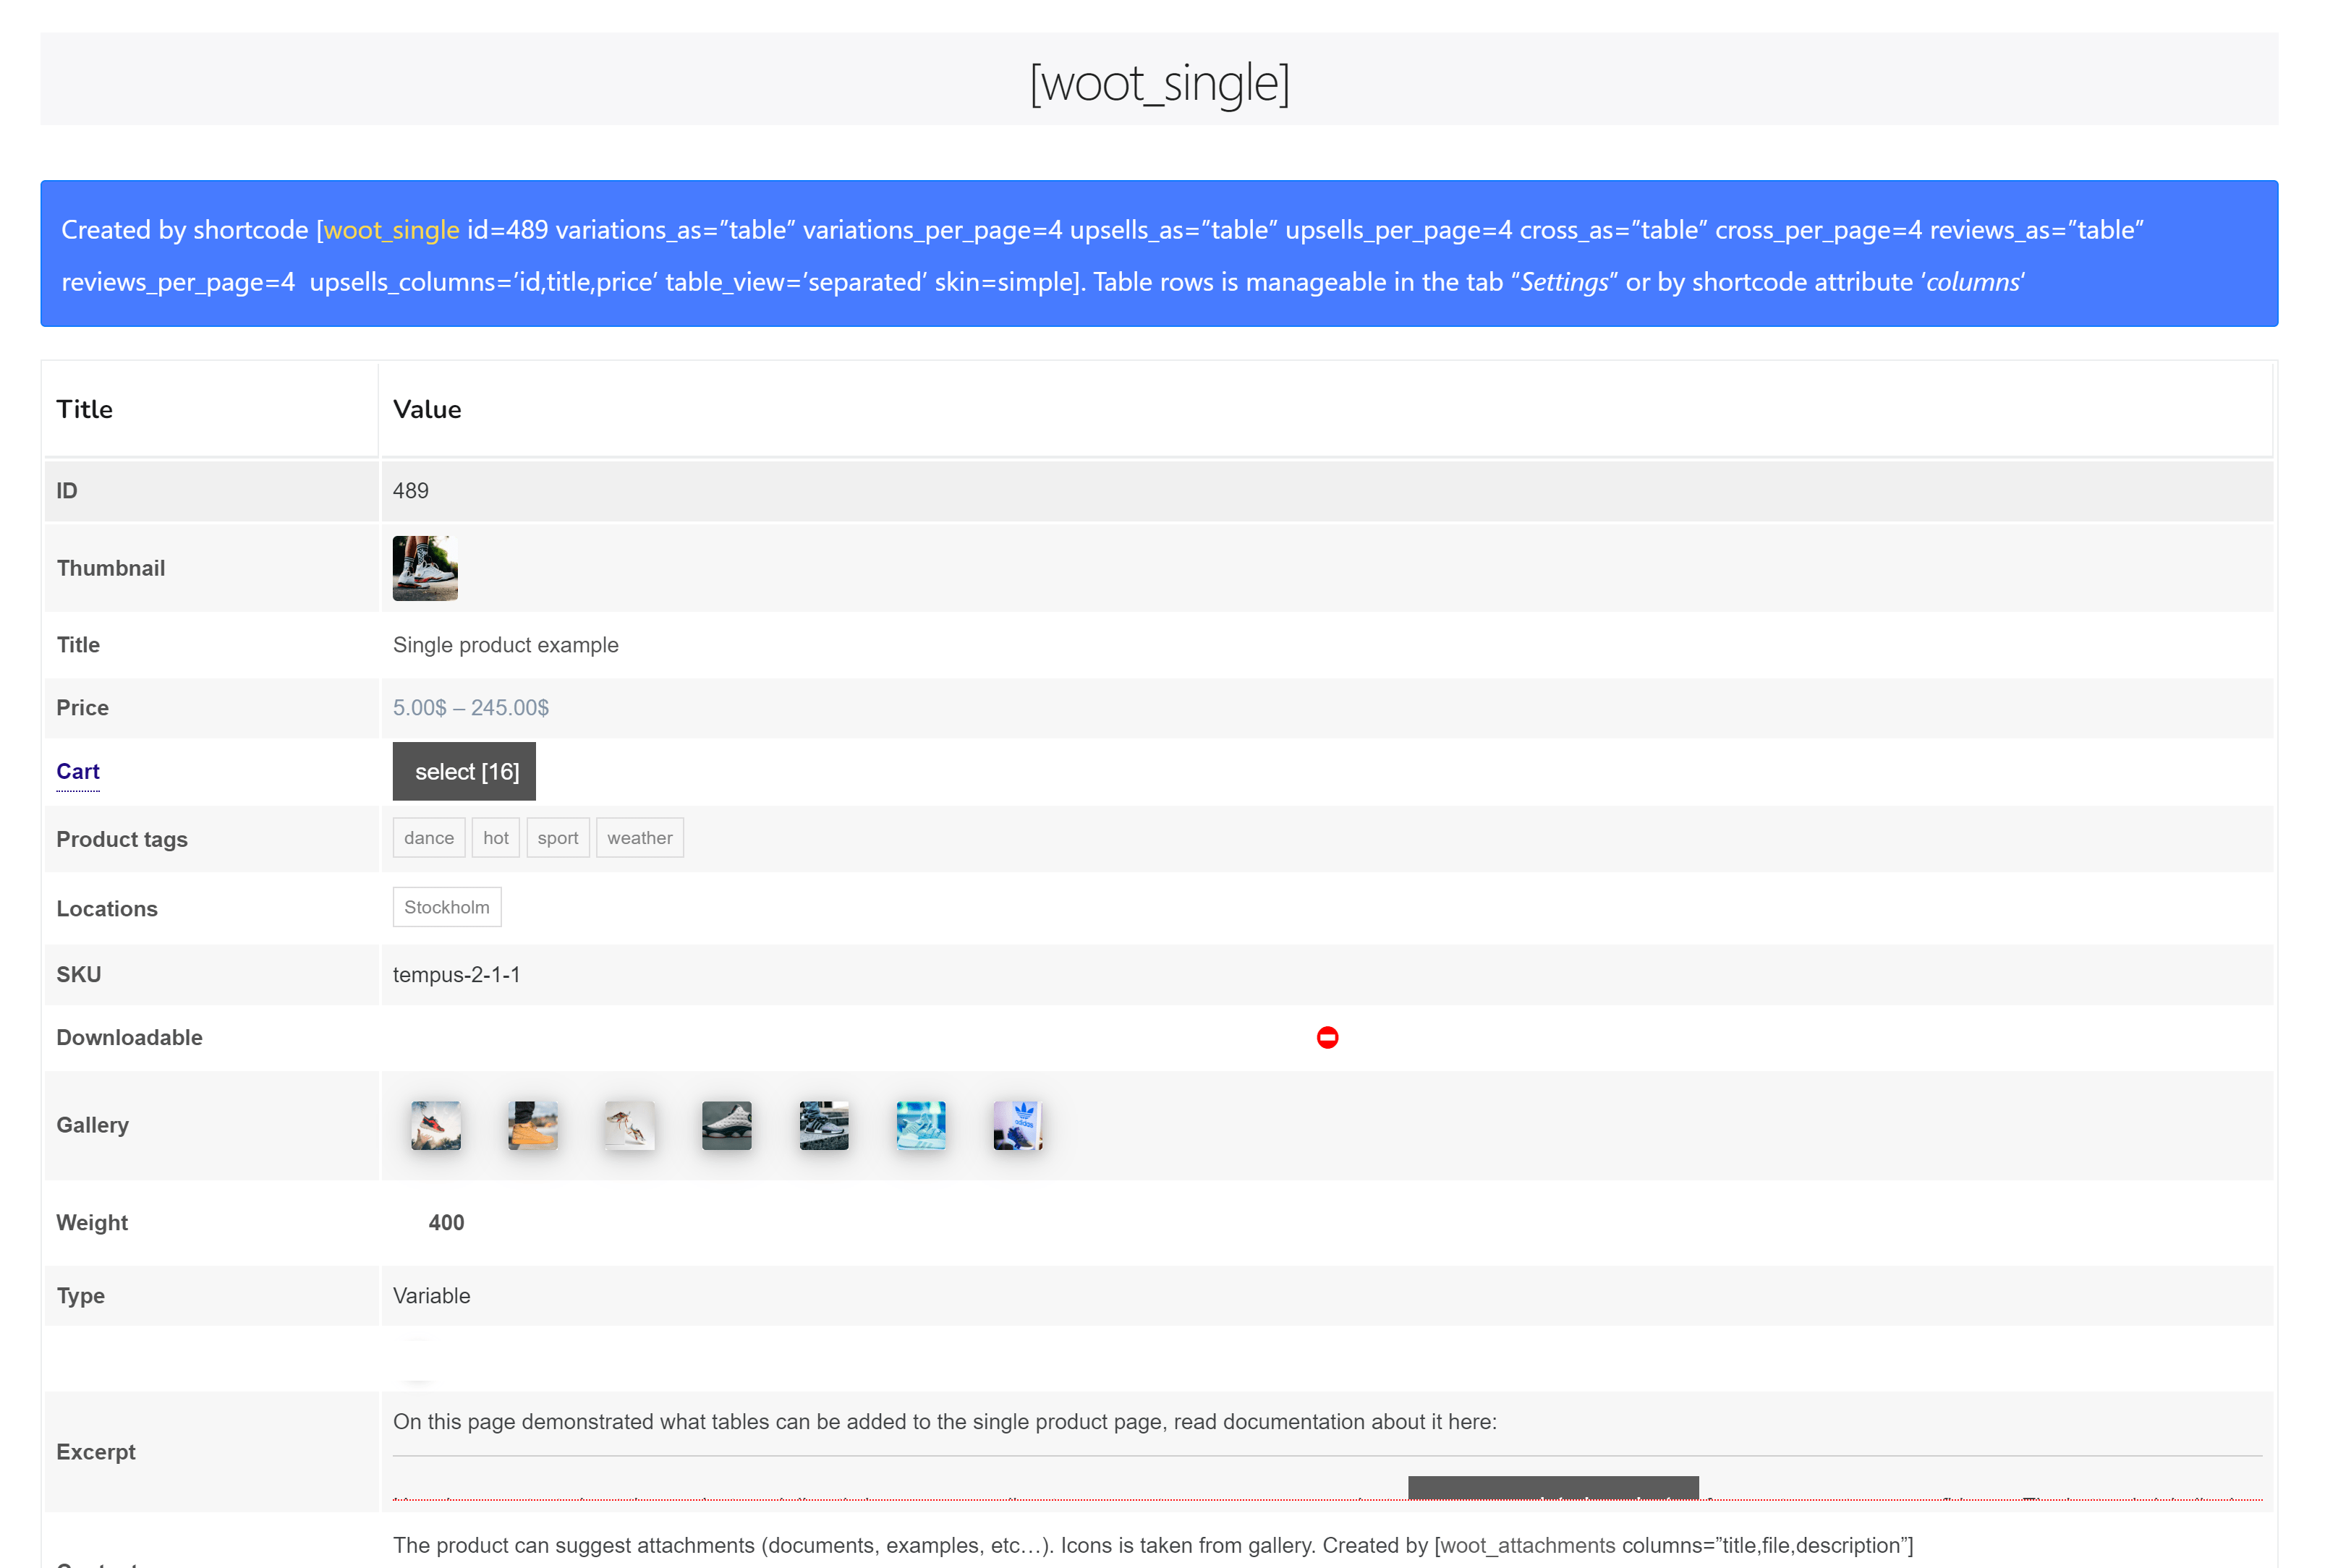 [woot_single]
Created by shortcode [woot_single id=489 variations_as=”table” variations_per_page=4 upsells_as=”table” upsells_per_page=4 cross_as=”table” cross_per_page=4 reviews_as=”table”
reviews_per_page=4  upsells_columns=’id,title,price’ table_view=’separated’ skin=simple]. Table rows is manageable in the tab “Settings” or by shortcode attribute ‘columns‘
Title Value
ID 489
Thumbnail
Title Single product example
Price 5.00$ – 245.00$
Cart select [16]
Product tags dance hot sport weather
Locations Stockholm
SKU tempus-2-1-1
Downloadable
Gallery
adidas
Weight 400
Type Variable
On this page demonstrated what tables can be added to the single product page, read documentation about it here:
Excerpt
The product can suggest attachments (documents, examples, etc…). Icons is taken from gallery. Created by [woot_attachments columns=”title,file,description”]